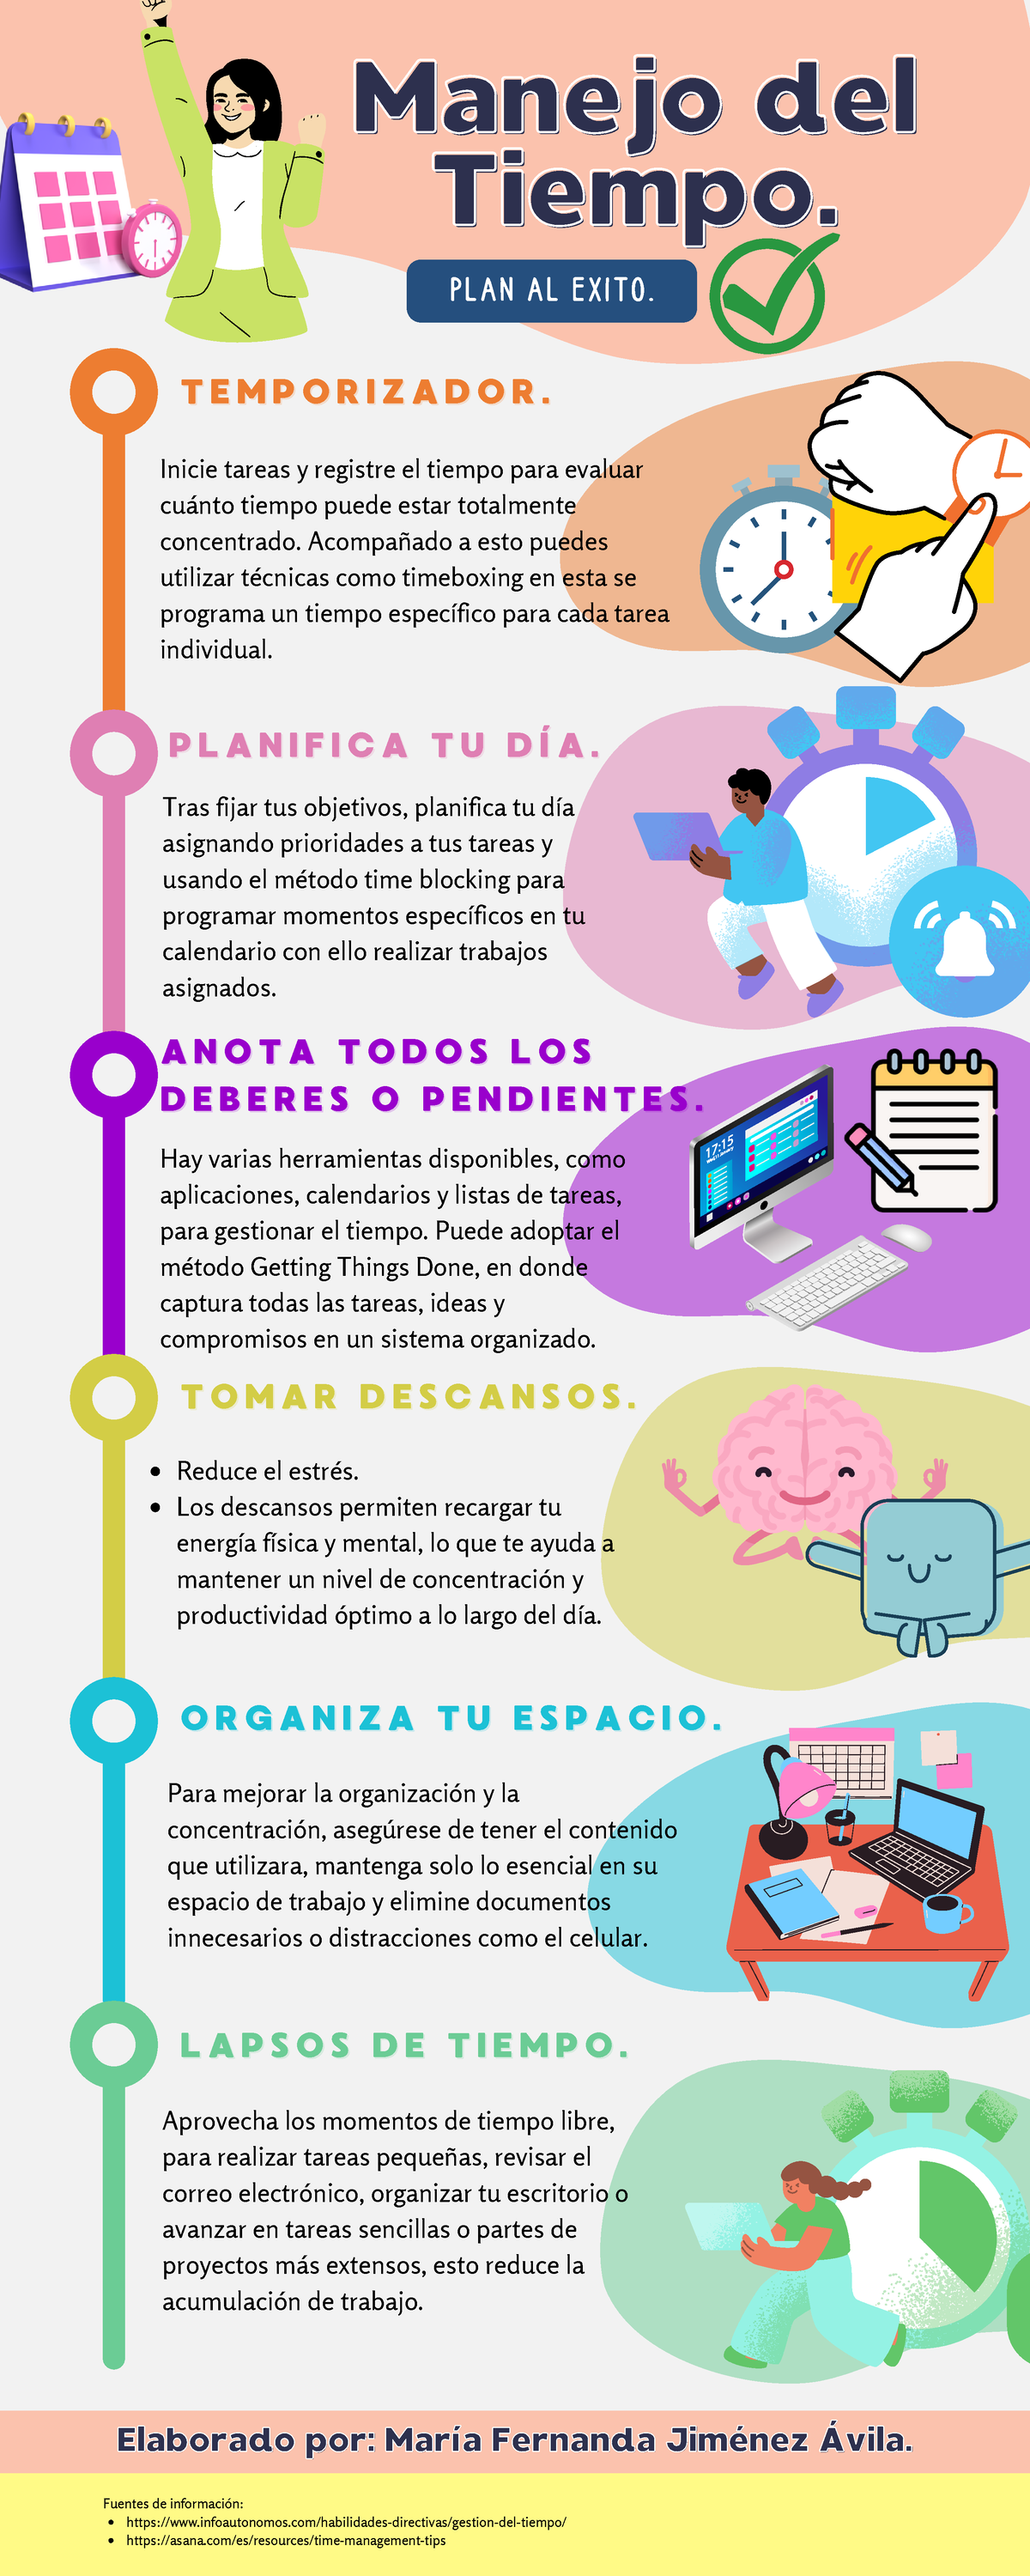 Manejo del
Tiempo.
PLAN AL EXITO.
TEMPORIZADOR.
Inicie tareas y registre el tiempo para evaluar
cuánto tiempo puede estar totalmente
concentrado. Acompañado a esto puedes
utilizar técnicas como timeboxing en esta se
programa un tiempo específico para cada tarea
individual.
PLANIFICA TU DÍA.
Tras fijar tus objetivos, planifica tu día
asignando prioridades a tus tareas y
usando el método time blocking para
programar momentos específicos en tu
calendario con ello realizar trabajos
asignados.
ANOTA TODOS LOS
DEBERES O PENDIENTES.
17:15
Hay varias herramientas disponibles, como
aplicaciones, calendarios y listas de tareas,
para gestionar el tiempo. Puede adoptar el
método Getting Things Done, en donde
captura todas las tareas, ideas y
compromisos en un sistema organizado.
TOMAR DESCANSOS.
• Reduce el estrés.
• Los descansos permiten recargar tu
energía física y mental, lo que te ayuda a
mantener un nivel de concentración y
productividad óptimo a lo largo del día.
ORGANIZA TU ESPACIO.
Para mejorar la organización y la
concentración, asegúrese de tener el contenido
que utilizara, mantenga solo lo esencial en su
espacio de trabajo y elimine documentos
innecesarios o distracciones como el celular.
LAPSOS DE TIEMPO.
Aprovecha los momentos de tiempo libre,
para realizar tareas pequeñas, revisar el
correo electrónico, organizar tu escritorio o
avanzar en tareas sencillas o partes de
proyectos más extensos, esto reduce la
acumulación de trabajo.
Elaborado por: María Fernanda Jiménez Ávila.
Fuentes de información:
• https://www.infoautonomos.com/habilidades-directivas/gestion-del-tiempo/
• https://asana.com/es/resources/time-management-tips